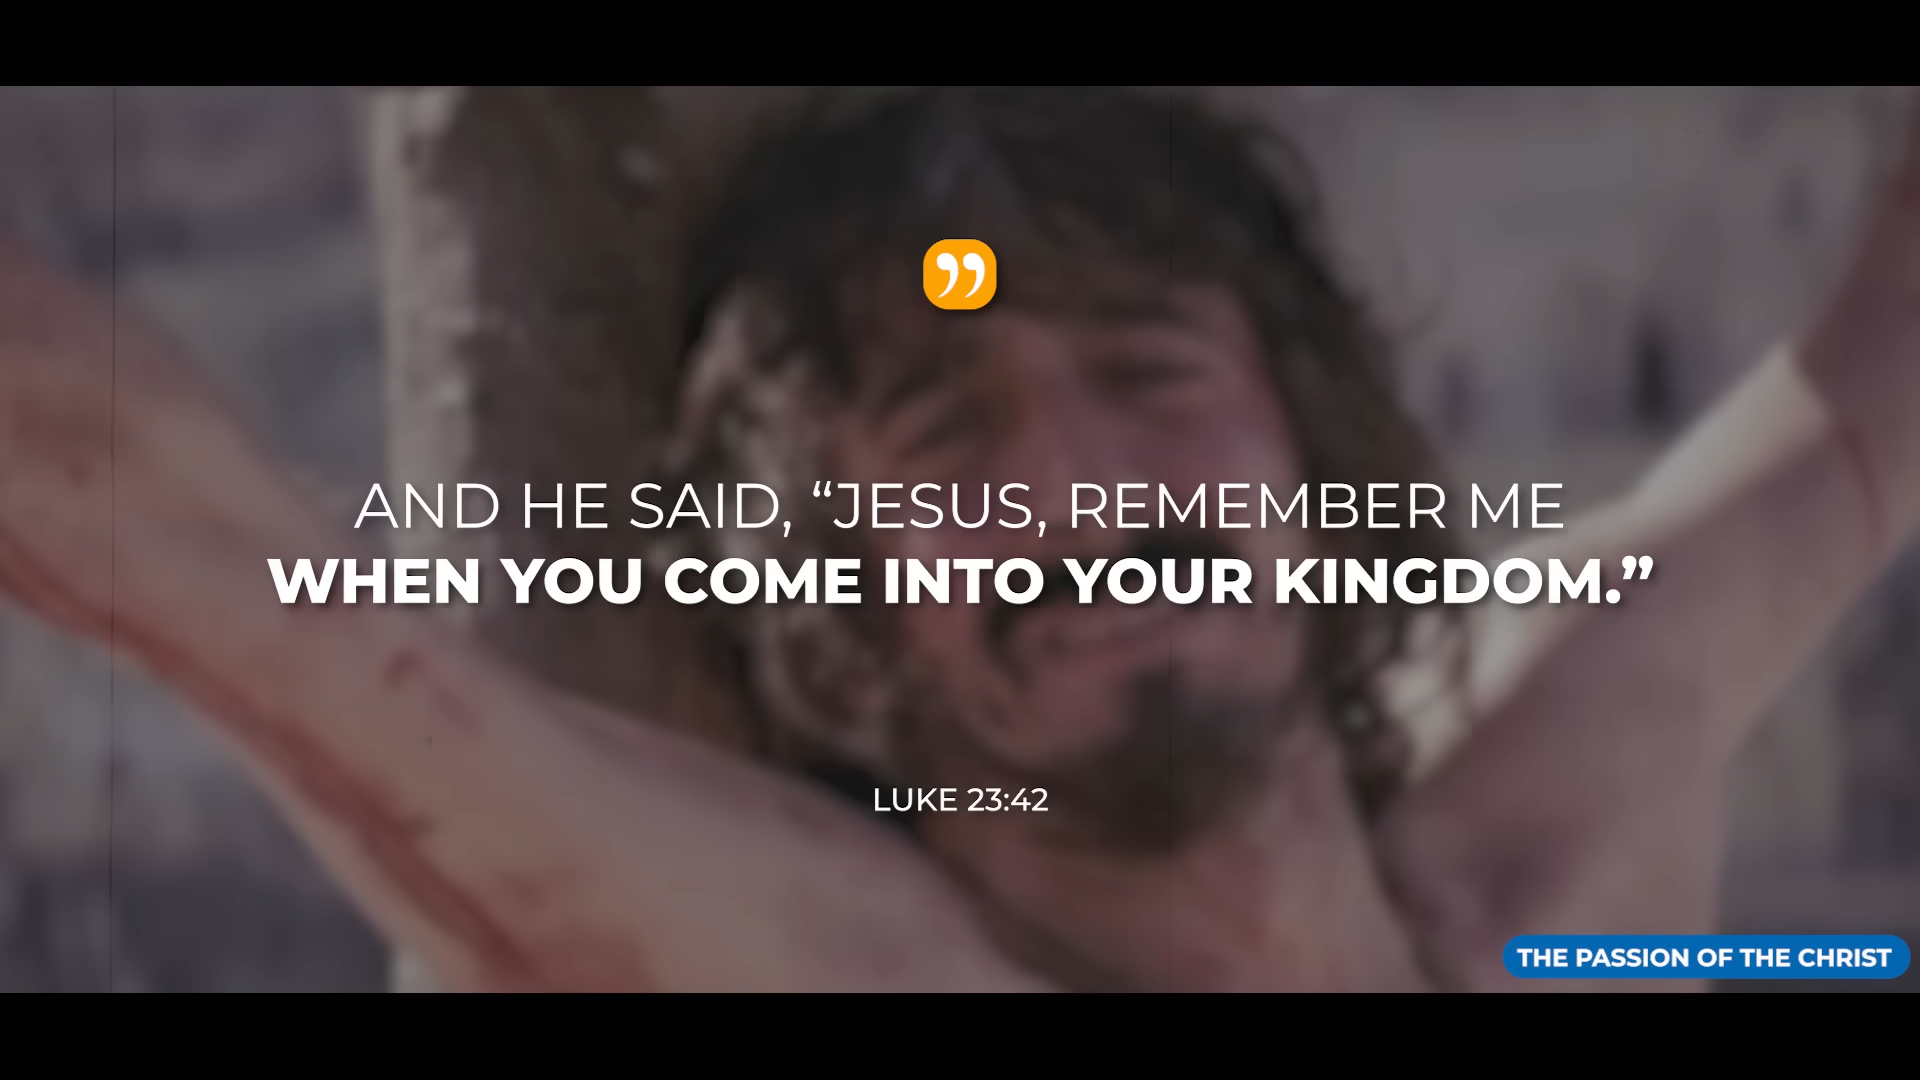 ”
AND HE SAID, “JESUS, REMEMBER ME
WHEN YOU COME INTO YOUR KINGDOM.”
LUKE 23:42
THE PASSION OF THE CHRIST